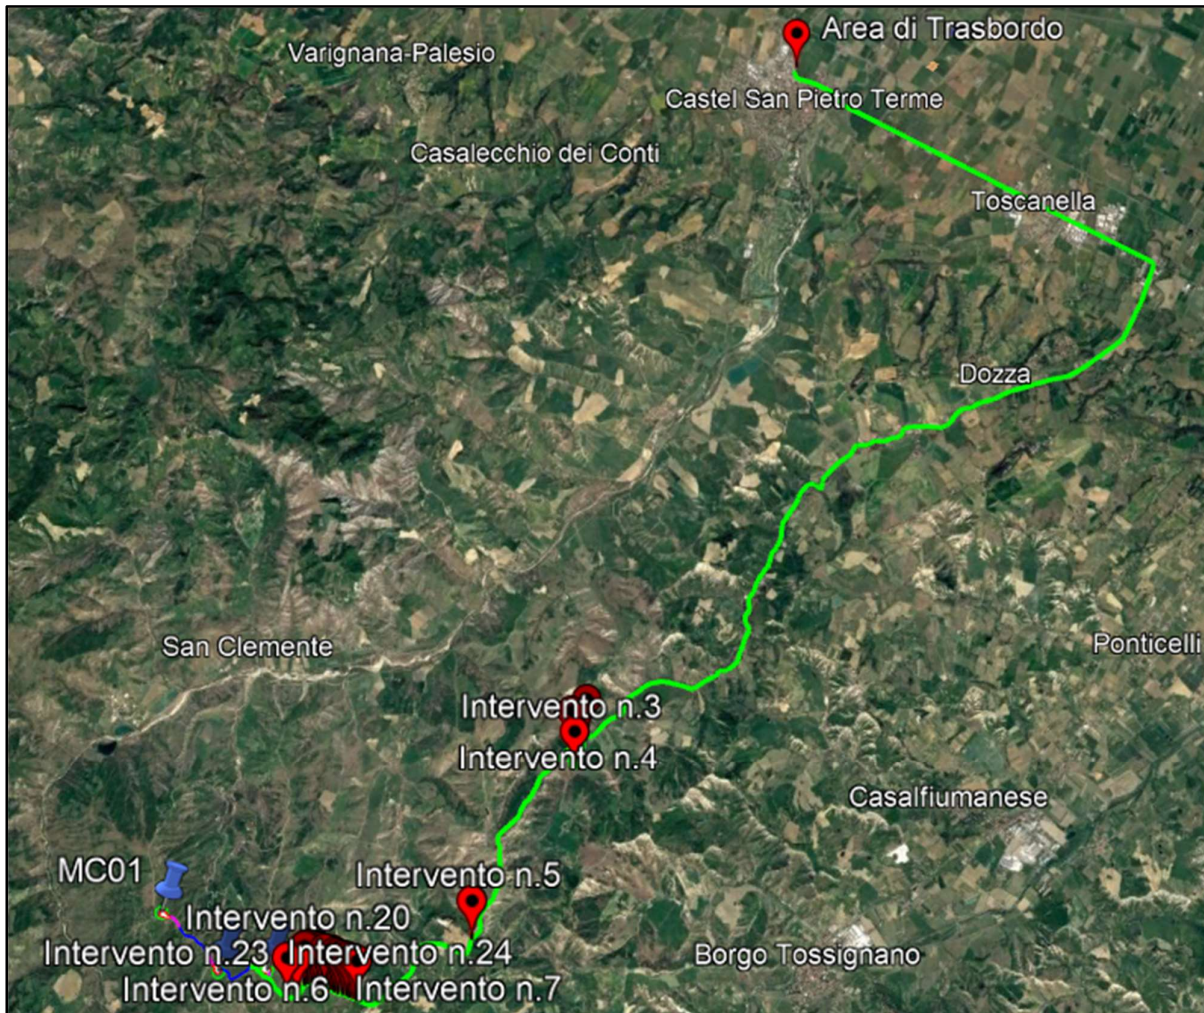 Area di Trasbordo
Varignana-Palesio
Castel San Pietro Terme
Casalecchio dei Conti
Toscanella
Dozza
San Clemente
Ponticelli
Intervento n.3
Intervento n.4
Casalfiumanese
MC01
Intervento n.5
Intervento n.20
Intervento n.23
Intervento n.24
Borgo Tossignano
Intervento n.6
Intervento n.7